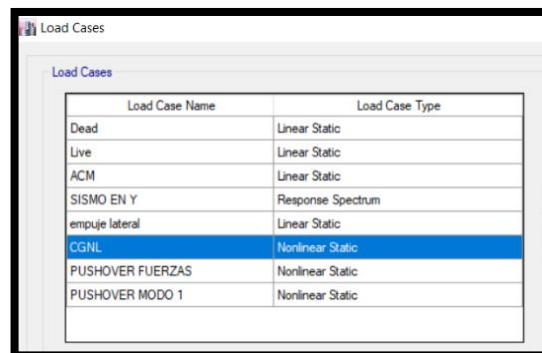 Load Cases
Load Cases
Load Case Name Load Case Type
Dead Linear Static
Live Linear Static
ACM Linear Static
SISMO EN Y Response Spectrum
empuje lateral Linear Static
CGNL Nonlinear Static
PUSHOVER FUERZAS Nonlinear Static
PUSHOVER MODO 1 Nonlinear Static